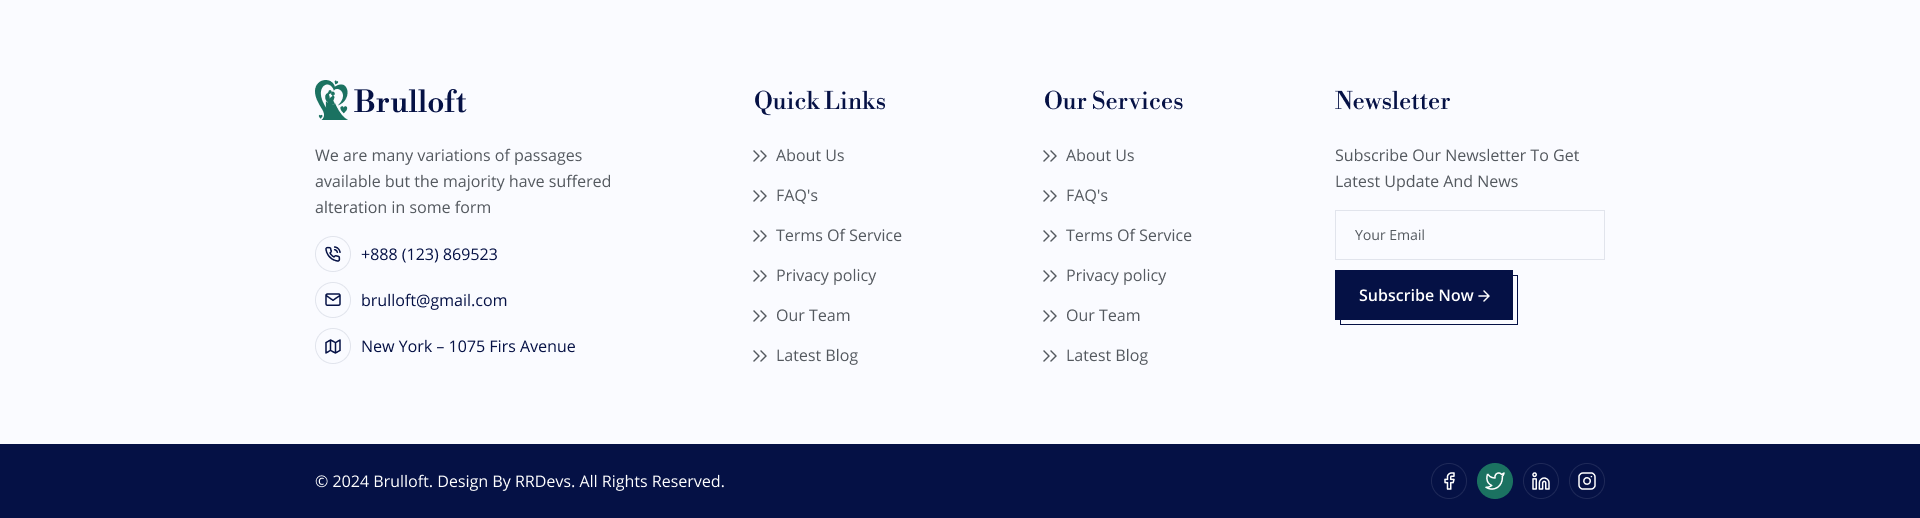 Brulloft
We are many variations of passages
available but the majority have suffered
alteration in some form
+888 (123) 869523
brulloft@gmail.com
New York – 1075 Firs Avenue
Quick Links
About Us
FAQ's
Terms Of Service
Privacy policy
Our Team
Latest Blog
Our Services
About Us
FAQ's
Terms Of Service
Privacy policy
Our Team
Latest Blog
Newsletter
Subscribe Our Newsletter To Get
Latest Update And News
Your Email
Subscribe Now
© 2024 Brulloft. Design By RRDevs. All Rights Reserved.